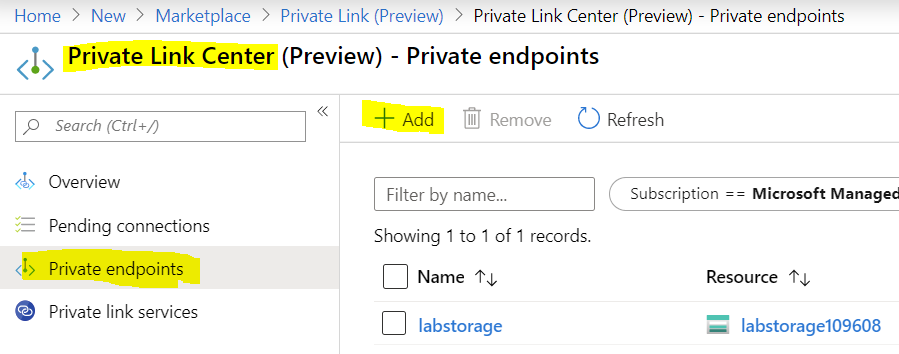 Home > New > Marketplace > Private Link (Preview) > Private Link Center (Preview) - Private endpoints
Private Link Center (Preview) - Private endpoints
«
Search (Ctrl+/)
+ Add Remove Refresh
Overview
Filter by name... Subscription == Microsoft Managed
Pending connections
Showing 1 to 1 of 1 records.
Private endpoints
Name ↑↓ Resource ↑↓
Private link services
labstorage labstorage109608